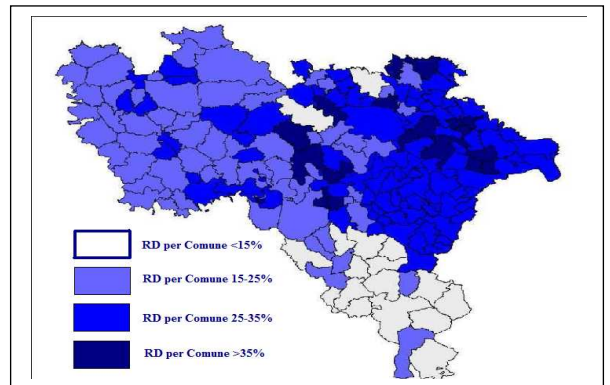 RD per Comune <15%
RD per Comune 15-25%
RD per Comune 25-35%
RD per Comune >35%